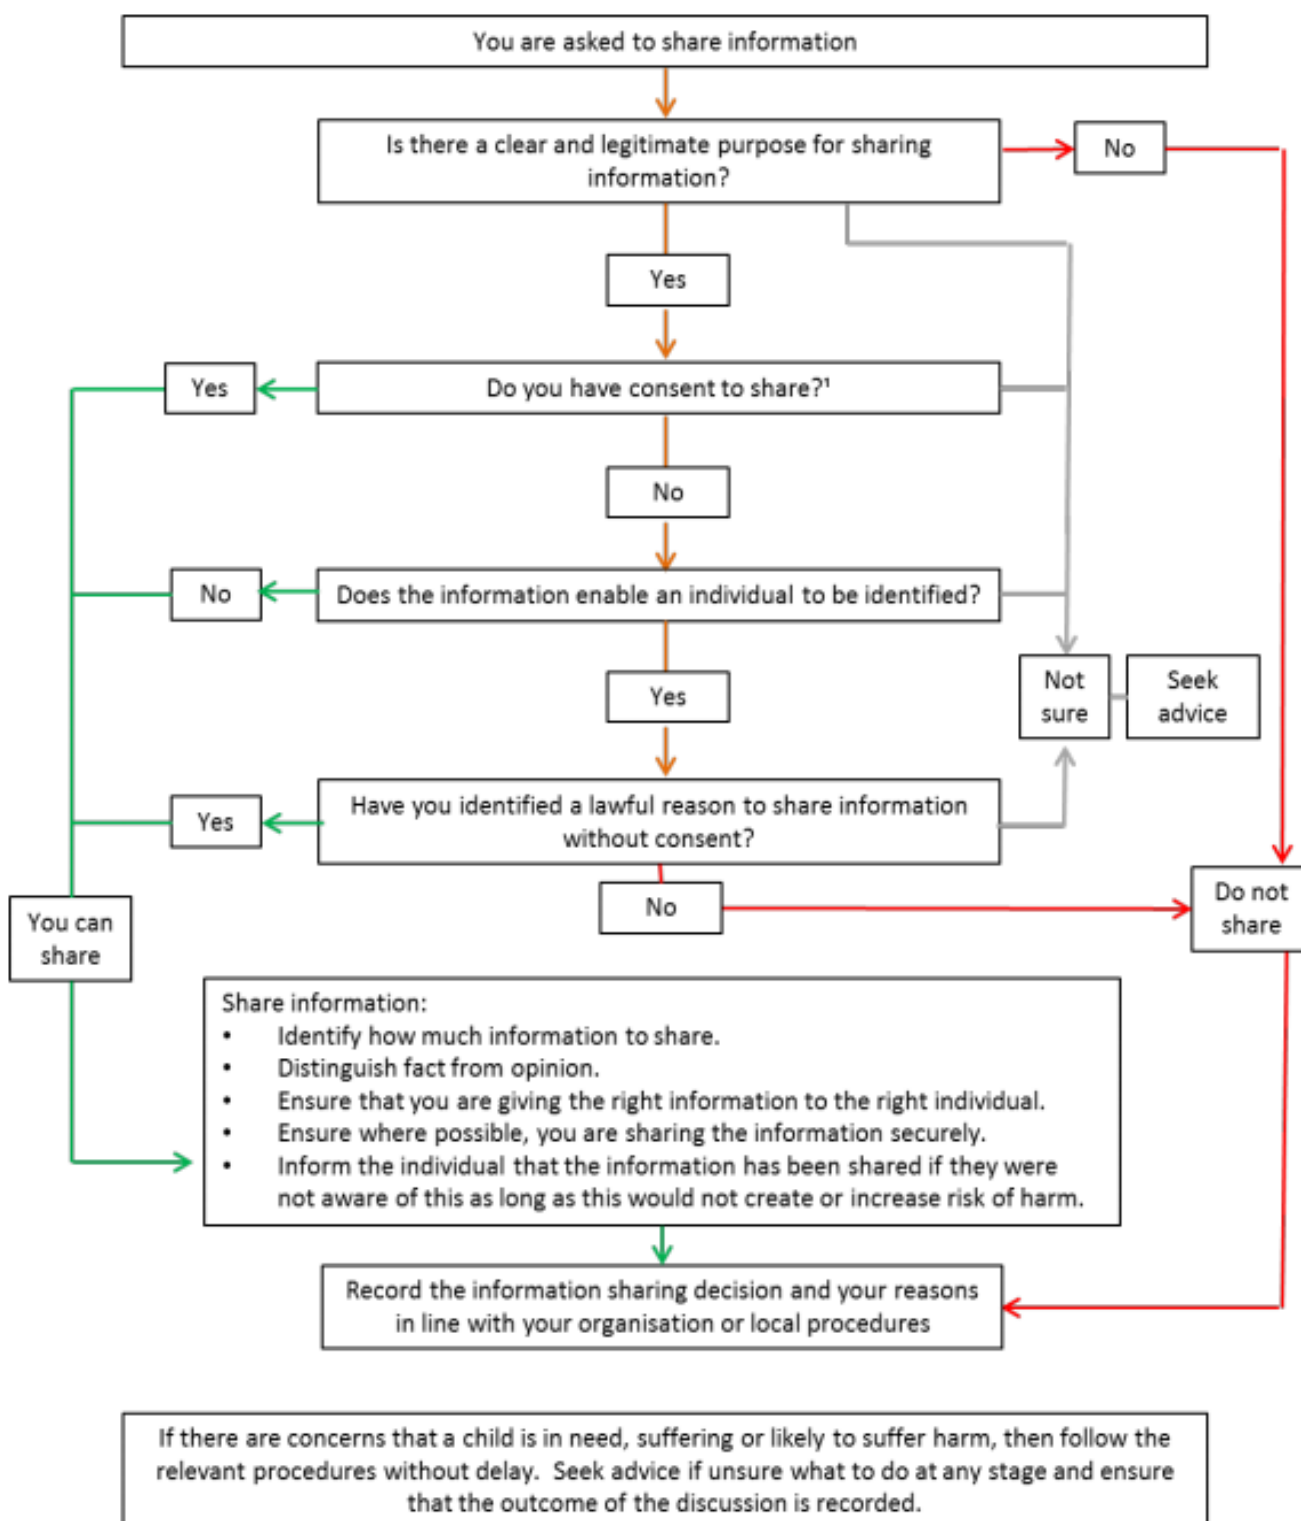 You are asked to share information
Is there a clear and legitimate purpose for sharing
information?
No
Yes
Yes
Do you have consent to share?¹
No
No
Does the information enable an individual to be identified?
Yes
Not
sure
Seek
advice
Yes
Have you identified a lawful reason to share information
without consent?
No
Do not
share
You can
share
Share information:
• Identify how much information to share.
• Distinguish fact from opinion.
• Ensure that you are giving the right information to the right individual.
• Ensure where possible, you are sharing the information securely.
• Inform the individual that the information has been shared if they were
not aware of this as long as this would not create or increase risk of harm.
Record the information sharing decision and your reasons
in line with your organisation or local procedures
If there are concerns that a child is in need, suffering or likely to suffer harm, then follow the
relevant procedures without delay.  Seek advice if unsure what to do at any stage and ensure
that the outcome of the discussion is recorded.